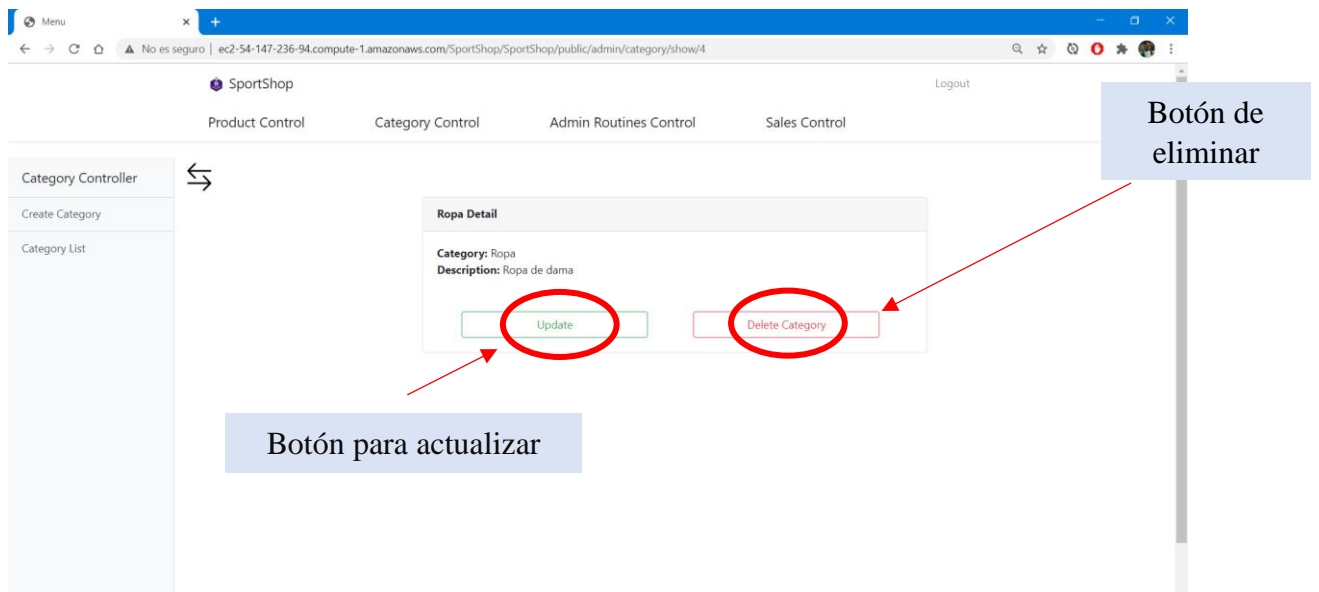 Menu
No es seguro | ec2-54-147-236-94.compute-1.amazonaws.com/SportShop/SportShop/public/admin/category/show/4
SportShop
Logout
Product Control Category Control Admin Routines Control Sales Control
Botón de
eliminar
Category Controller
Create Category
Category List
Ropa Detail
Category: Ropa
Description: Ropa de dama
Update Delete Category
Botón para actualizar